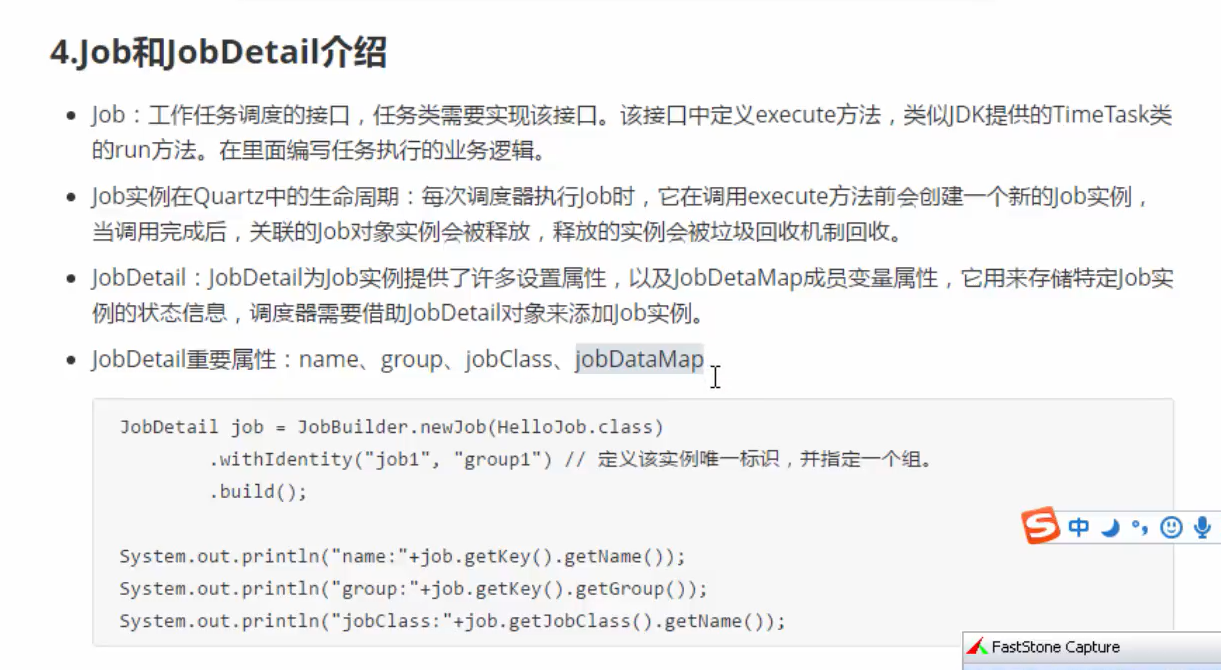 4.Job和JobDetail介绍
Job：工作任务调度的接口，任务类需要实现该接口。该接口中定义execute方法，类似JDK提供的TimeTask类
的run方法。在里面编写任务执行的业务逻辑。
Job实例在Quartz中的生命周期：每次调度器执行Job时，它在调用execute方法前会创建一个新的Job实例，
当调用完成后，关联的Job对象实例会被释放，释放的实例会被垃圾回收机制回收。
JobDetail：JobDetail为Job实例提供了许多设置属性，以及JobDetaMap成员变量属性，它用来存储特定Job实
例的状态信息，调度器需要借助JobDetail对象来添加Job实例。
JobDetail重要属性：name、group、jobClass、jobDataMap
JobDetail job = JobBuilder.newJob(HelloJob.class)
.withIdentity("job1", "group1") // 定义该实例唯一标识，并指定一个组。
.build();
System.out.println("name:"+job.getKey().getName());
System.out.println("group:"+job.getKey().getGroup());
System.out.println("jobClass:"+job.getJobClass().getName());
中
FastStone Capture